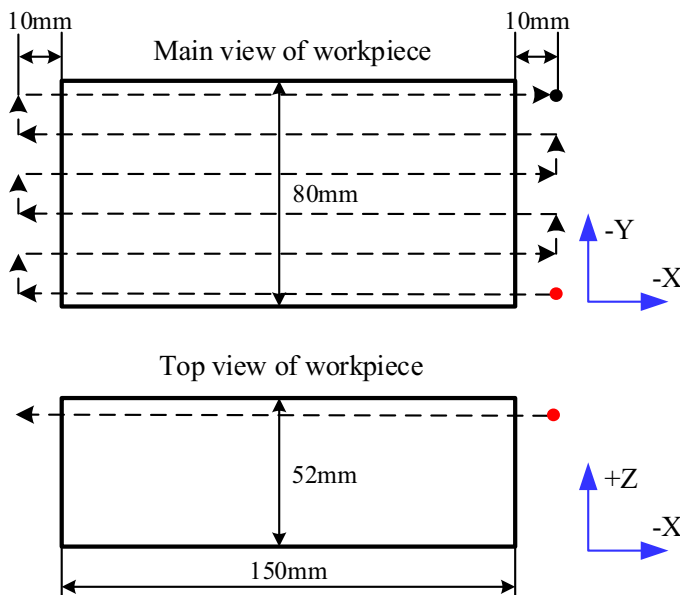 10mm
10mm
Main view of workpiece
80mm
-Y
-X
Top view of workpiece
52mm
+Z
-X
150mm